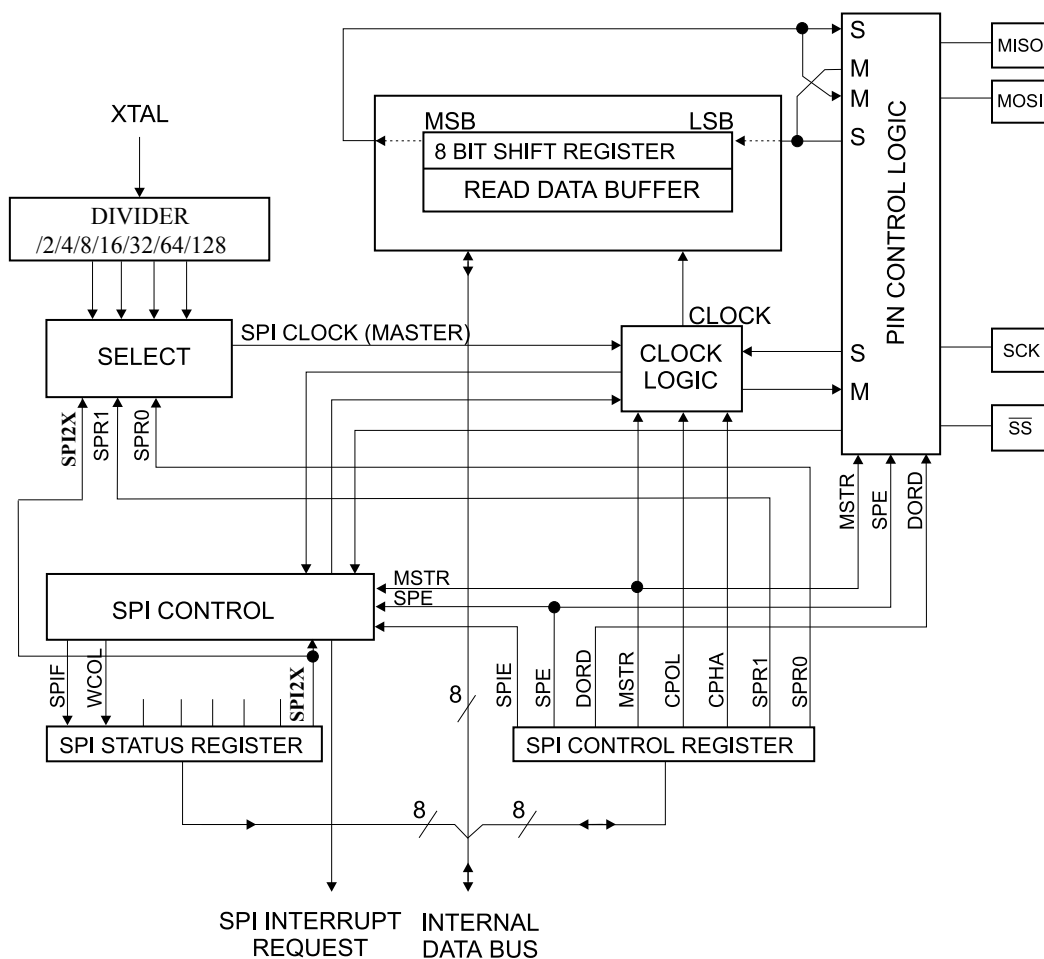 S
MISO
M
M
MOSI
XTAL
MSB
LSB
S
8 BIT SHIFT REGISTER
READ DATA BUFFER
DIVIDER
/2/4/8/16/32/64/128
PIN CONTROL LOGIC
SPI CLOCK (MASTER)
CLOCK
SELECT
CLOCK
LOGIC
S
SCK
M
SPI2X
SPR1
SPR0
SS
MSTR
SPE
DORD
SPI CONTROL
MSTR
SPE
SPIF
WCOL
SPI2X
8
SPIE
SPE
DORD
MSTR
CPOL
CPHA
SPR1
SPR0
SPI STATUS REGISTER
SPI CONTROL REGISTER
8
8
SPI INTERRUPT
REQUEST
INTERNAL
DATA BUS